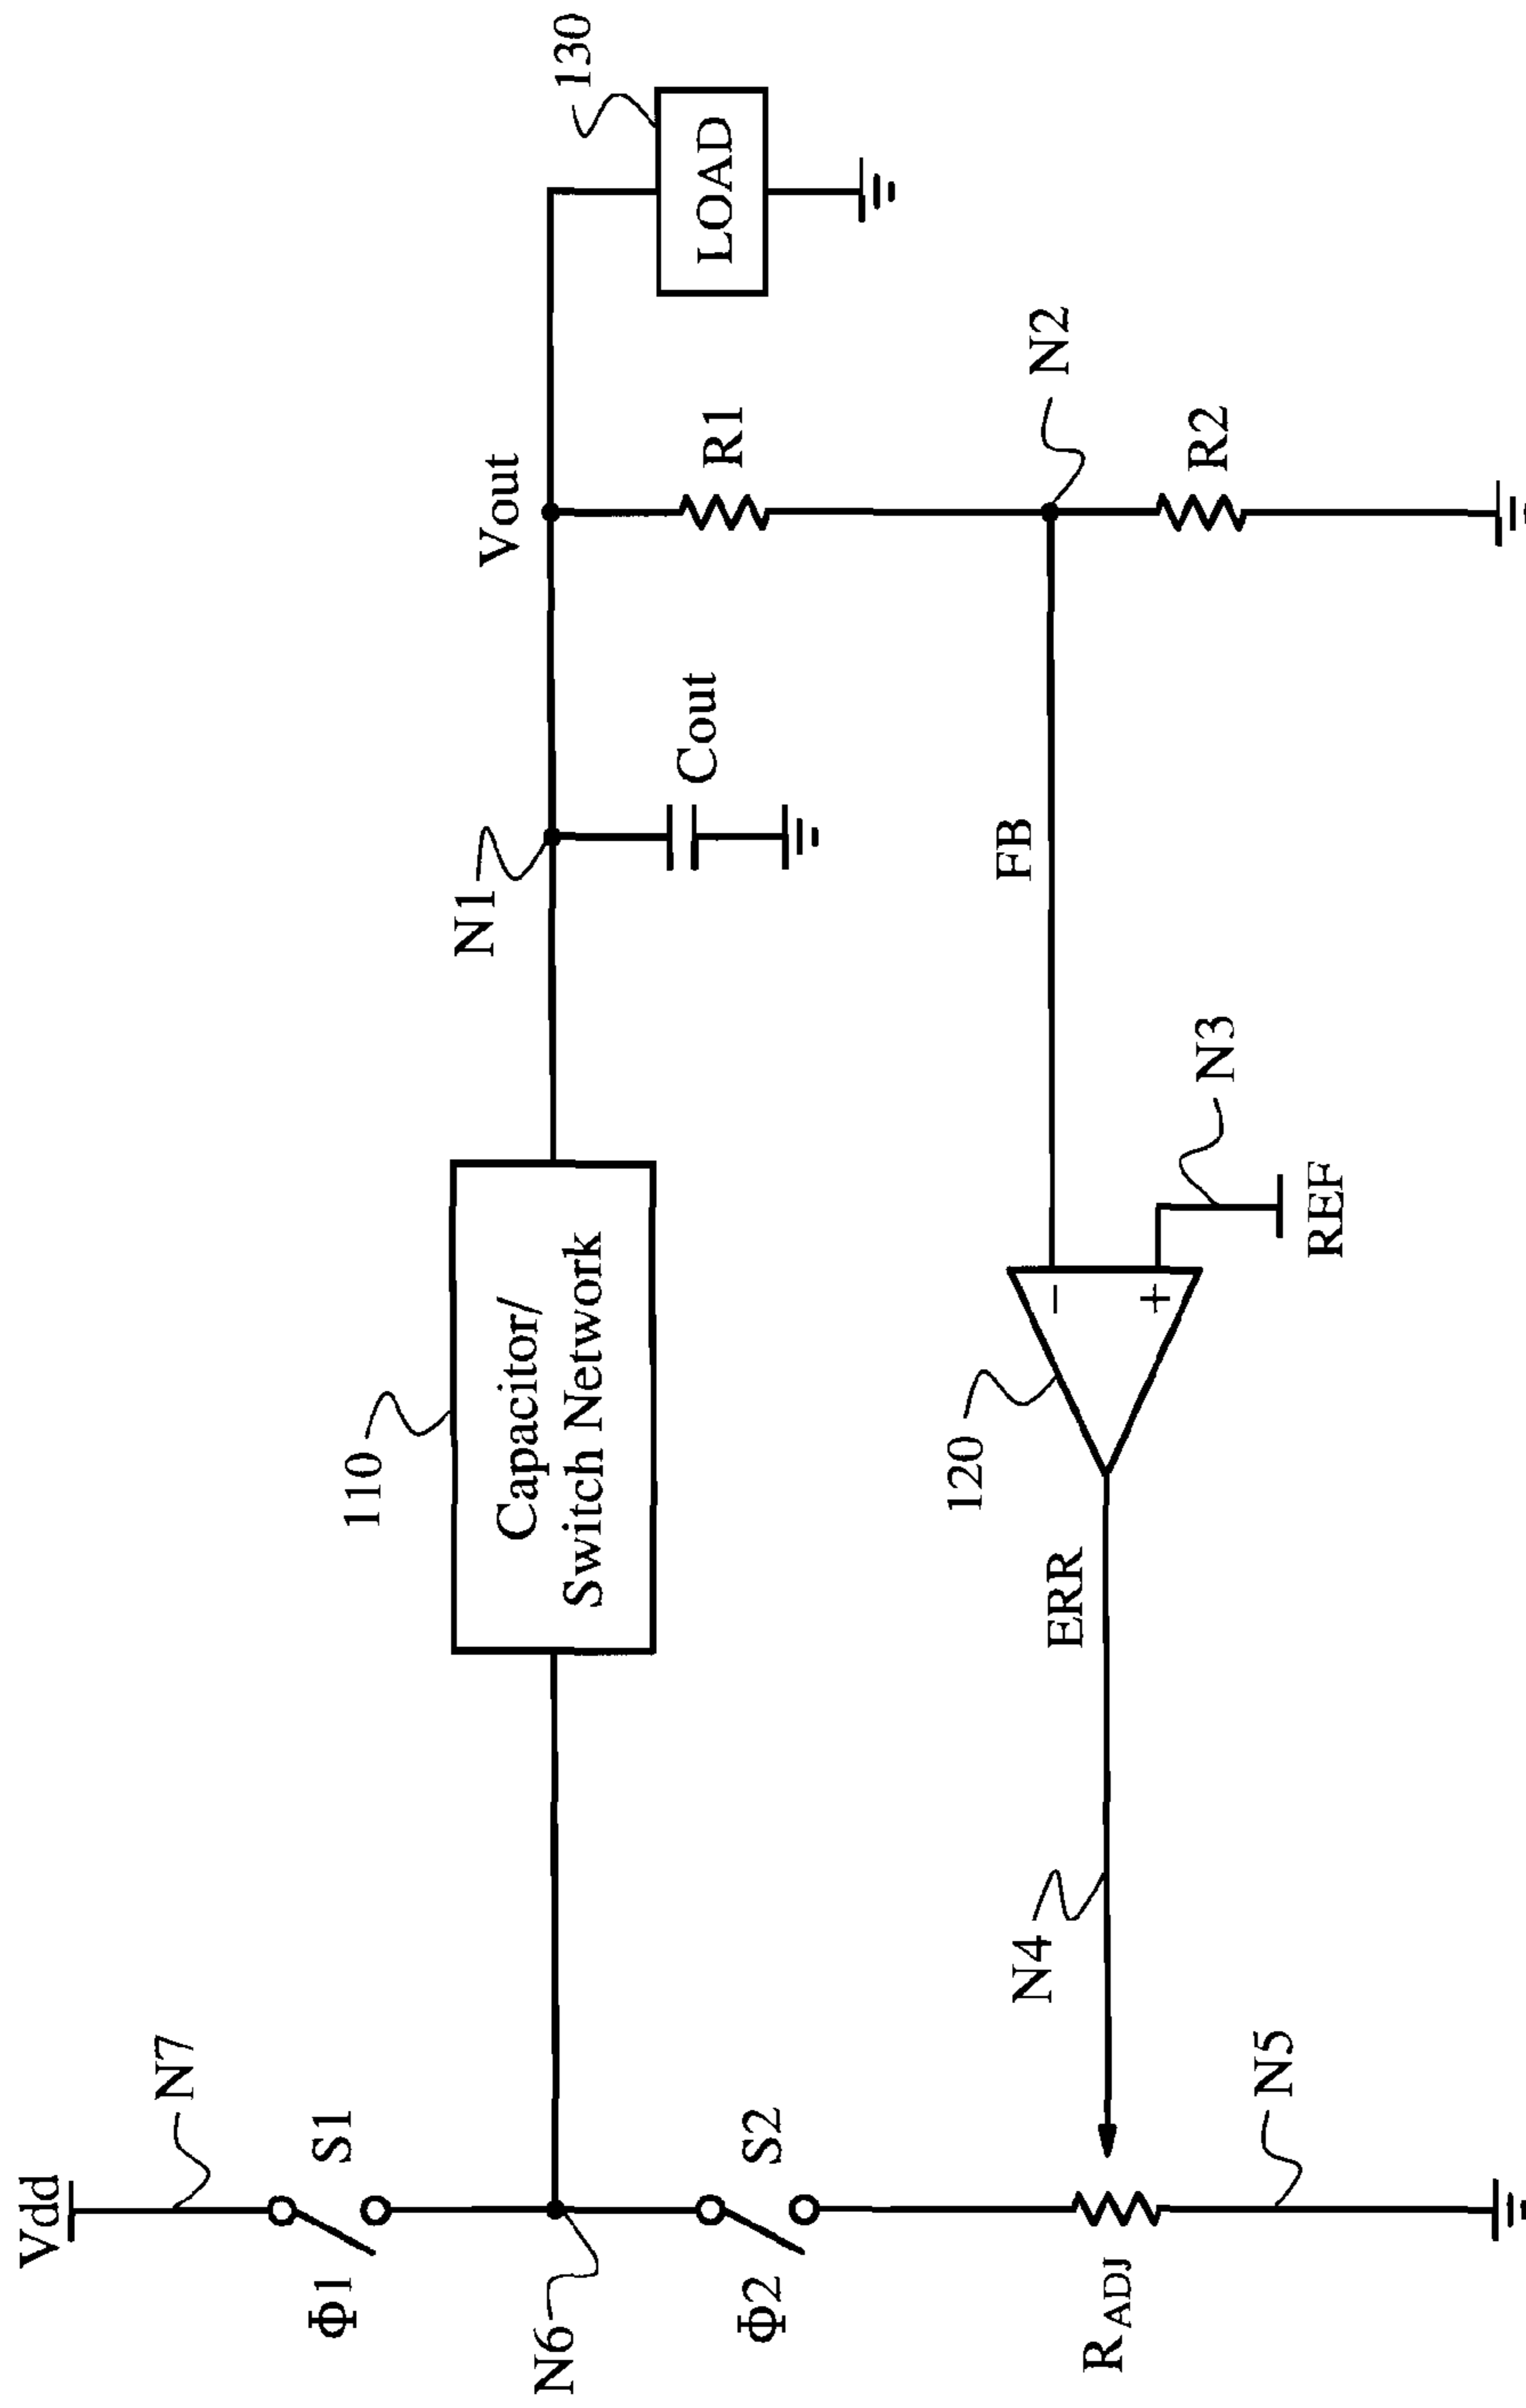 Vdd
N7
Φ1
S1
N6
110
Capacitor/
Switch Network
N1
Vout
Cout
130
LOAD
Φ2
S2
R1
FB
N2
120
ERR
N4
−
+
N3
REF
R2
RADJ
N5